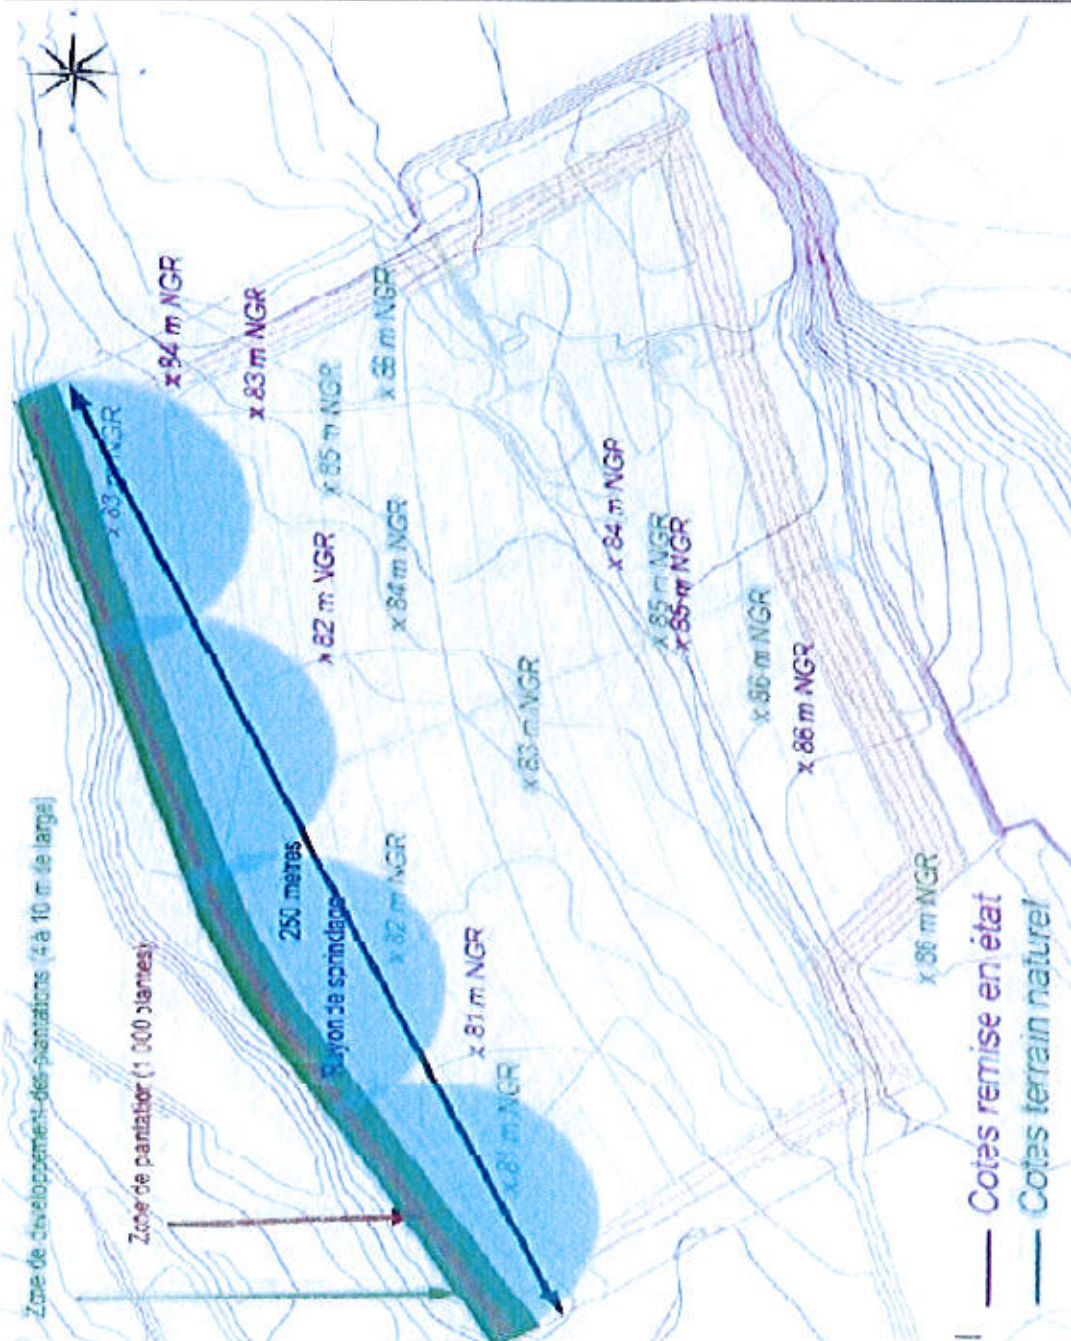 Zone de développement des plantations (4 à 10 m de large)
Zone de plantation (1 000 plantes)
250 mètres
Rayon de sprinclage
x 83 m NGR
x 84 m NGR
x 83 m NGR
x 85 m NGR
x 86 m NGR
x 82 m NGR
x 84 m NGR
x 82 m NGR
x 83 m NGR
x 81 m NGR
x 81 m NGR
x 84 m NGR
x 85 m NGR
x 85 m NGR
x 86 m NGR
x 86 m NGR
x 86 m NGR
Cotes remise en état
Cotes terrain naturel